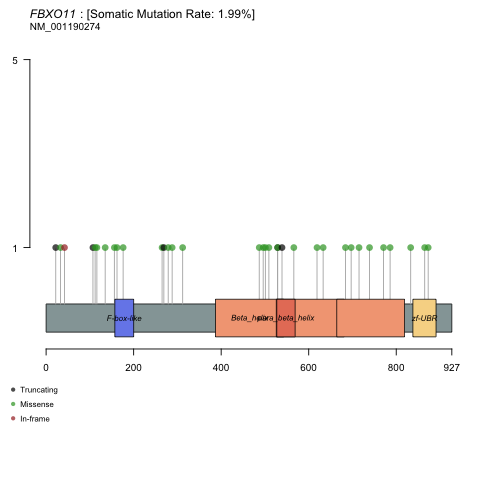 FBXO11 : [Somatic Mutation Rate: 1.99%]
NM_001190274
5
1
F-box-like
Beta_helix
para_beta_helix
zf-UBR
0 200 400 600 800 927
Truncating
Missense
In-frame